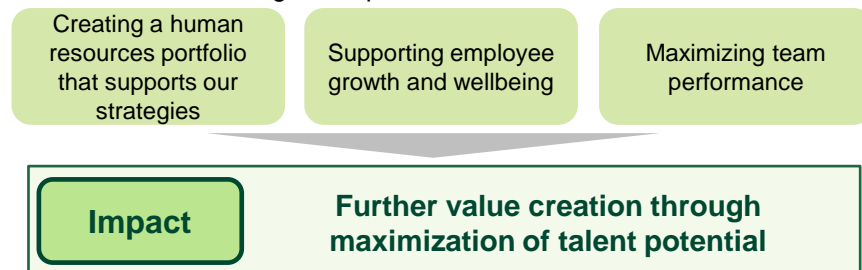 Creating a human
resources portfolio
that supports our
strategies
Supporting employee
growth and wellbeing
Maximizing team
performance
Impact
Further value creation through
maximization of talent potential